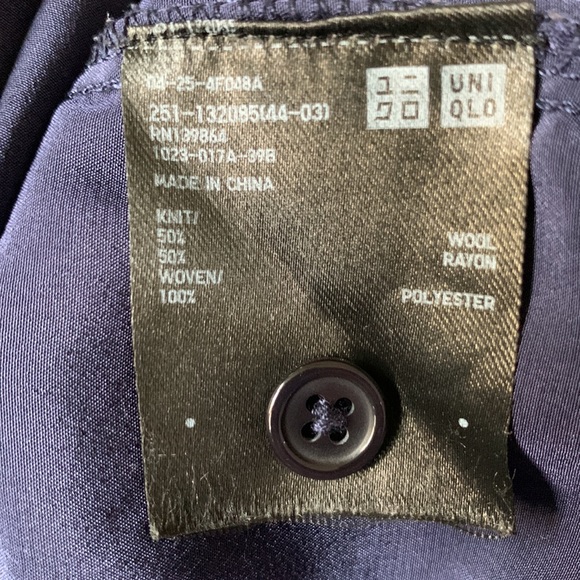 04-25-4F048A
251-132085(44-03)
RN139864
1023-017A-39B
MADE IN CHINA
ユニ
クロ
UNI
QLO
KNIT/
50% WOOL
50% RAYON
WOVEN/
100% POLYESTER